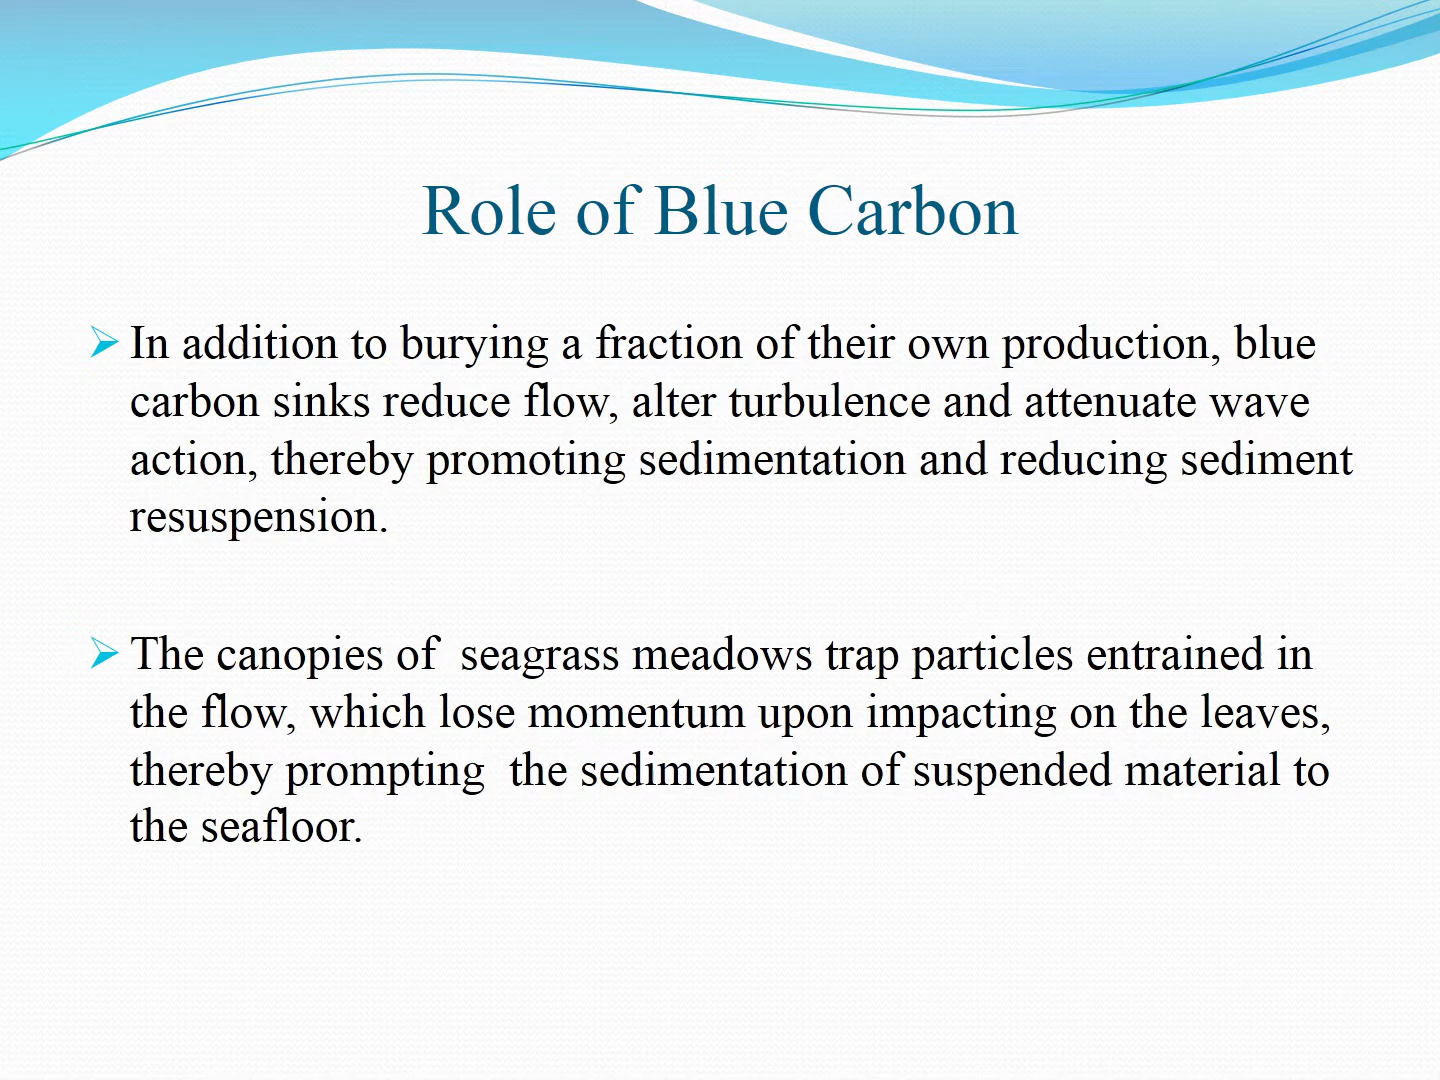 Role of Blue Carbon
In addition to burying a fraction of their own production, blue
carbon sinks reduce flow, alter turbulence and attenuate wave
action, thereby promoting sedimentation and reducing sediment
resuspension.
The canopies of  seagrass meadows trap particles entrained in
the flow, which lose momentum upon impacting on the leaves,
thereby prompting  the sedimentation of suspended material to
the seafloor.